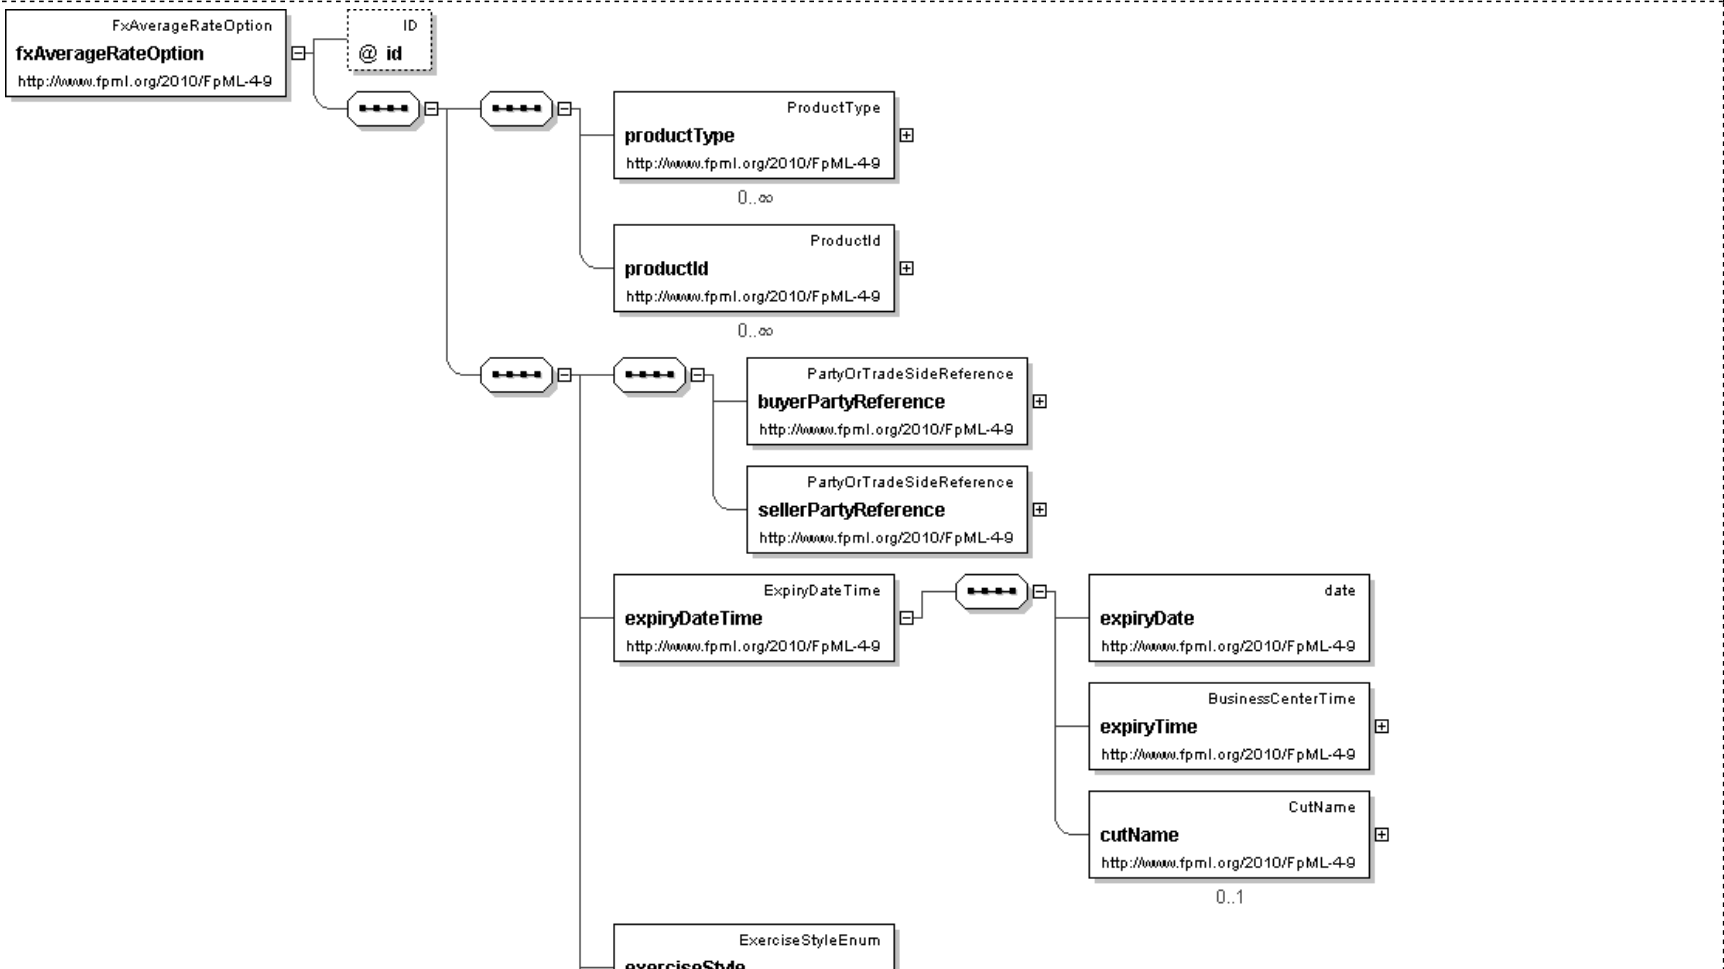 FxAverageRateOption
fxAverageRateOption
http://www.fpml.org/2010/FpML-4-9
ID
@ id
ProductType
productType
http://www.fpml.org/2010/FpML-4-9
0..∞
ProductId
productId
http://www.fpml.org/2010/FpML-4-9
0..∞
PartyOrTradeSideReference
buyerPartyReference
http://www.fpml.org/2010/FpML-4-9
PartyOrTradeSideReference
sellerPartyReference
http://www.fpml.org/2010/FpML-4-9
ExpiryDateTime
expiryDateTime
http://www.fpml.org/2010/FpML-4-9
date
expiryDate
http://www.fpml.org/2010/FpML-4-9
BusinessCenterTime
expiryTime
http://www.fpml.org/2010/FpML-4-9
CutName
cutName
http://www.fpml.org/2010/FpML-4-9
0..1
ExerciseStyleEnum
exerciseStyle